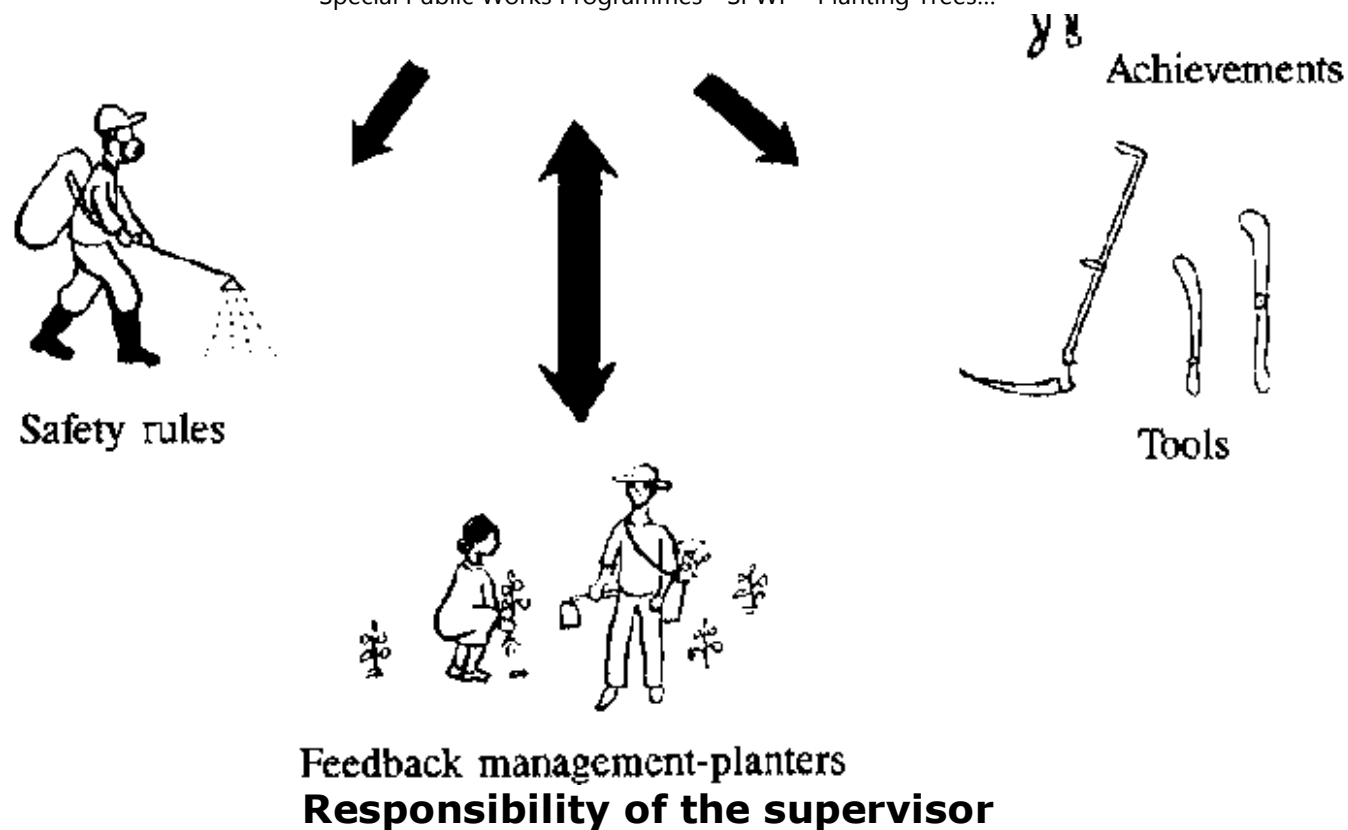 Special Public Works Programmes - SPWP - Planting Trees...
Achievements
Safety rules
Tools
Feedback management-planters
Responsibility of the supervisor